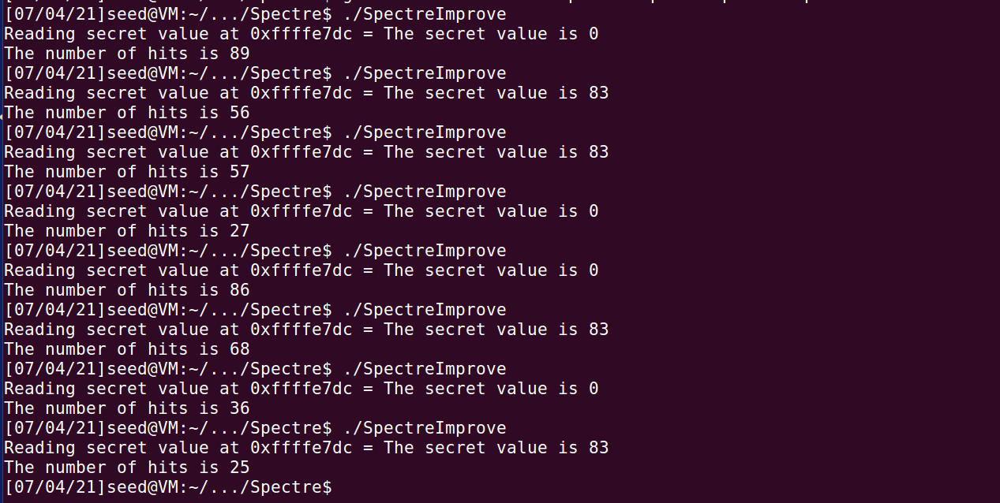 [07/04/21]seed@VM:~/.../Spectre$ ./SpectreImprove
Reading secret value at 0xffffe7dc = The secret value is 0
The number of hits is 89
[07/04/21]seed@VM:~/.../Spectre$ ./SpectreImprove
Reading secret value at 0xffffe7dc = The secret value is 83
The number of hits is 56
[07/04/21]seed@VM:~/.../Spectre$ ./SpectreImprove
Reading secret value at 0xffffe7dc = The secret value is 83
The number of hits is 57
[07/04/21]seed@VM:~/.../Spectre$ ./SpectreImprove
Reading secret value at 0xffffe7dc = The secret value is 0
The number of hits is 27
[07/04/21]seed@VM:~/.../Spectre$ ./SpectreImprove
Reading secret value at 0xffffe7dc = The secret value is 0
The number of hits is 86
[07/04/21]seed@VM:~/.../Spectre$ ./SpectreImprove
Reading secret value at 0xffffe7dc = The secret value is 83
The number of hits is 68
[07/04/21]seed@VM:~/.../Spectre$ ./SpectreImprove
Reading secret value at 0xffffe7dc = The secret value is 0
The number of hits is 36
[07/04/21]seed@VM:~/.../Spectre$ ./SpectreImprove
Reading secret value at 0xffffe7dc = The secret value is 83
The number of hits is 25
[07/04/21]seed@VM:~/.../Spectre$